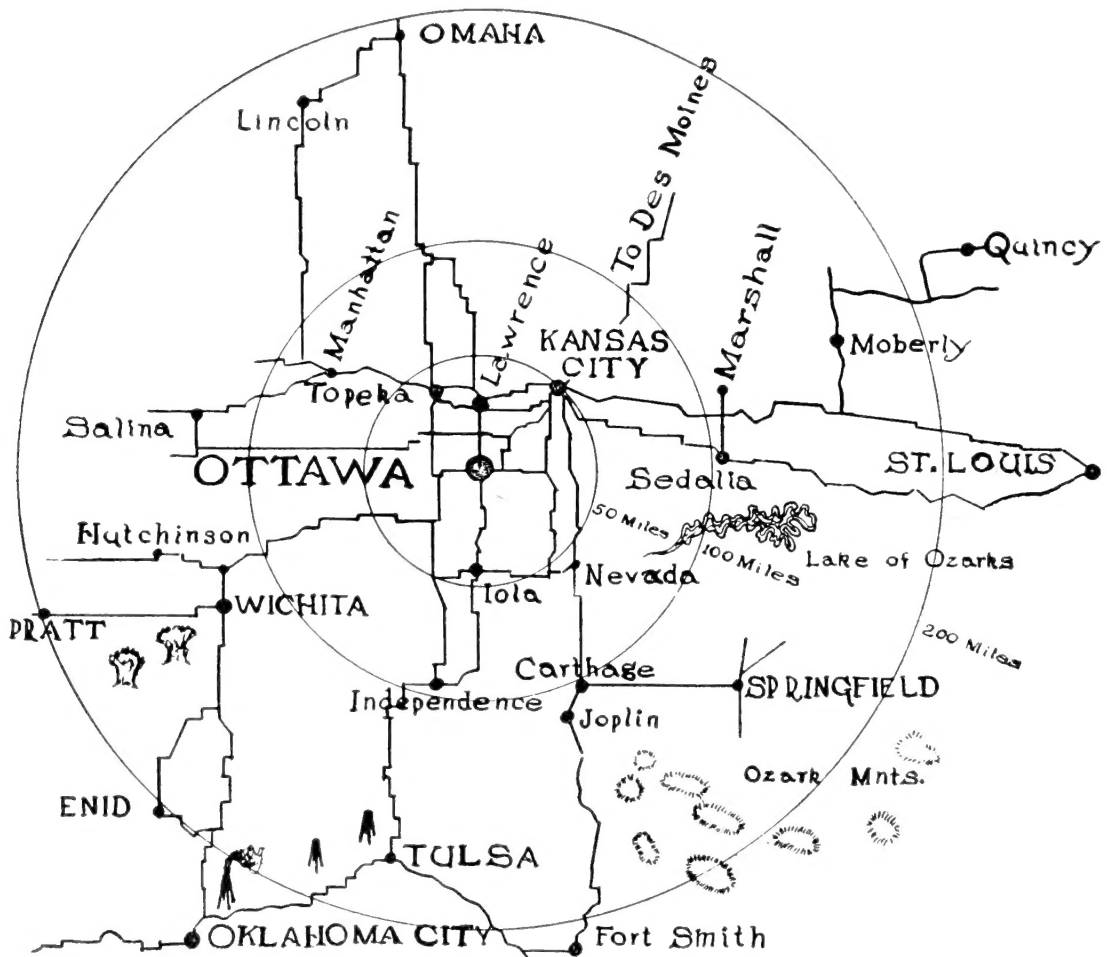 OMAHA
Lincoln
To Des Moines
Manhattan
Lawrence
Marshall
Quincy
KANSAS
CITY
Moberly
Topeka
Salina
OTTAWA
Sedalia
ST. LOUIS
50 Miles
100 Miles
Lake of Ozarks
Hutchinson
Nevada
Iola
WICHITA
PRATT
200 Miles
Carthage
Independence
SPRINGFIELD
Joplin
Ozark Mnts.
ENID
TULSA
OKLAHOMA CITY
Fort Smith